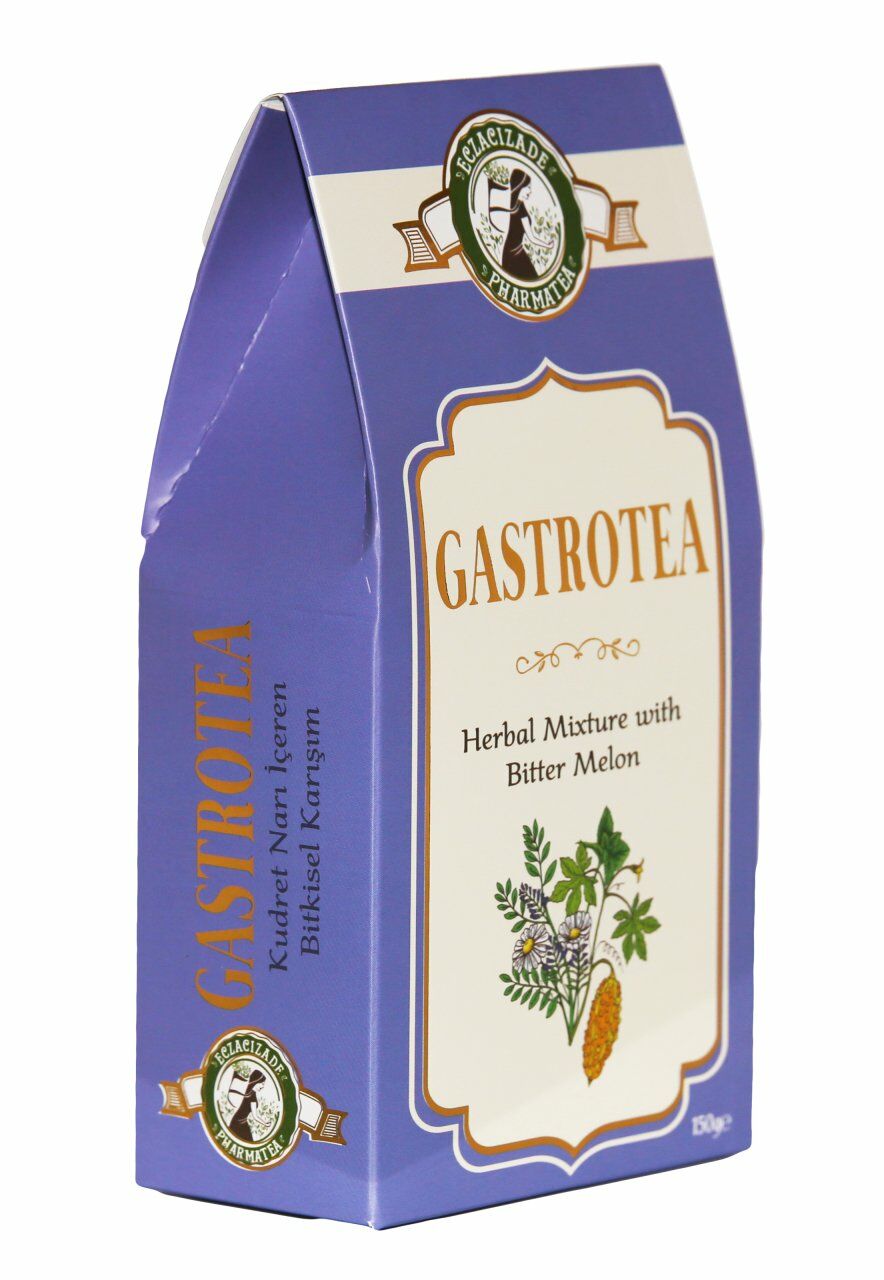 ECZACIZADE
PHARMATEA
GASTROTEA
Herbal Mixture with
Bitter Melon
150g℮
GASTROTEA
Kudret Narı İçeren
Bitkisel Karışım
ECZACIZADE
PHARMATEA